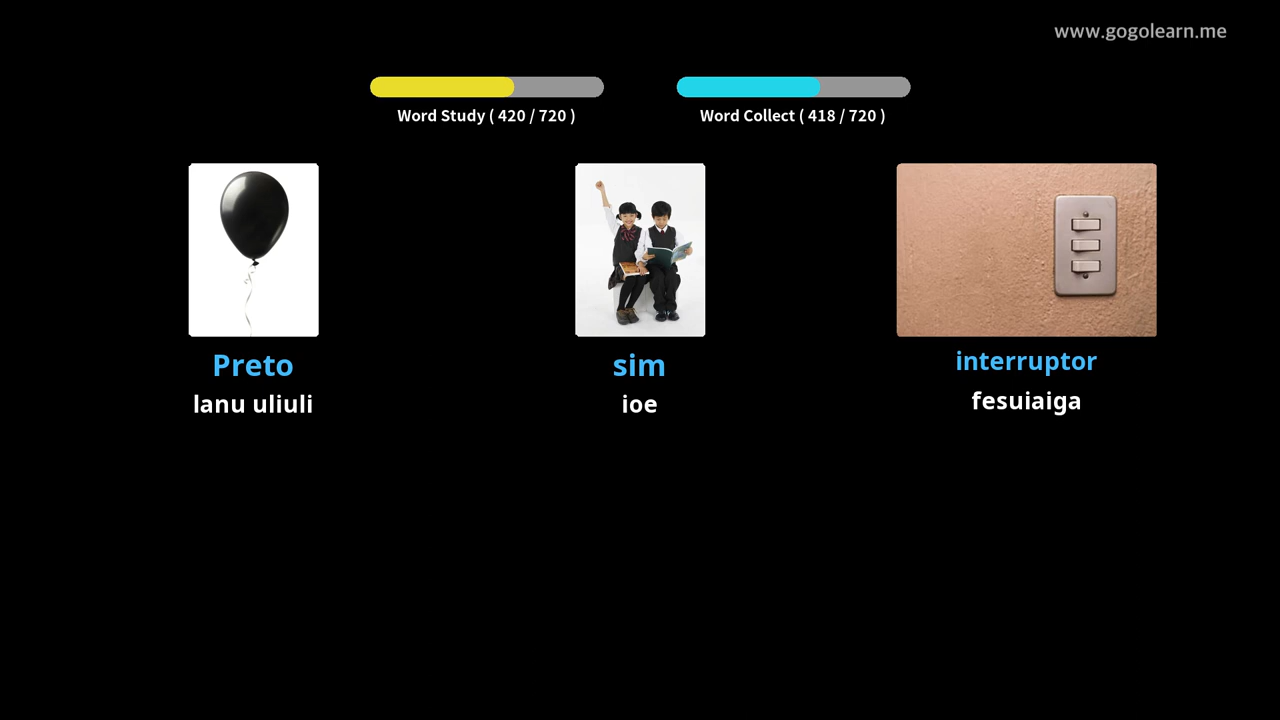 www.gogolearn.me
Word Study ( 420 / 720 )
Word Collect ( 418 / 720 )
Preto
sim
interruptor
lanu uliuli
ioe
fesuiaiga